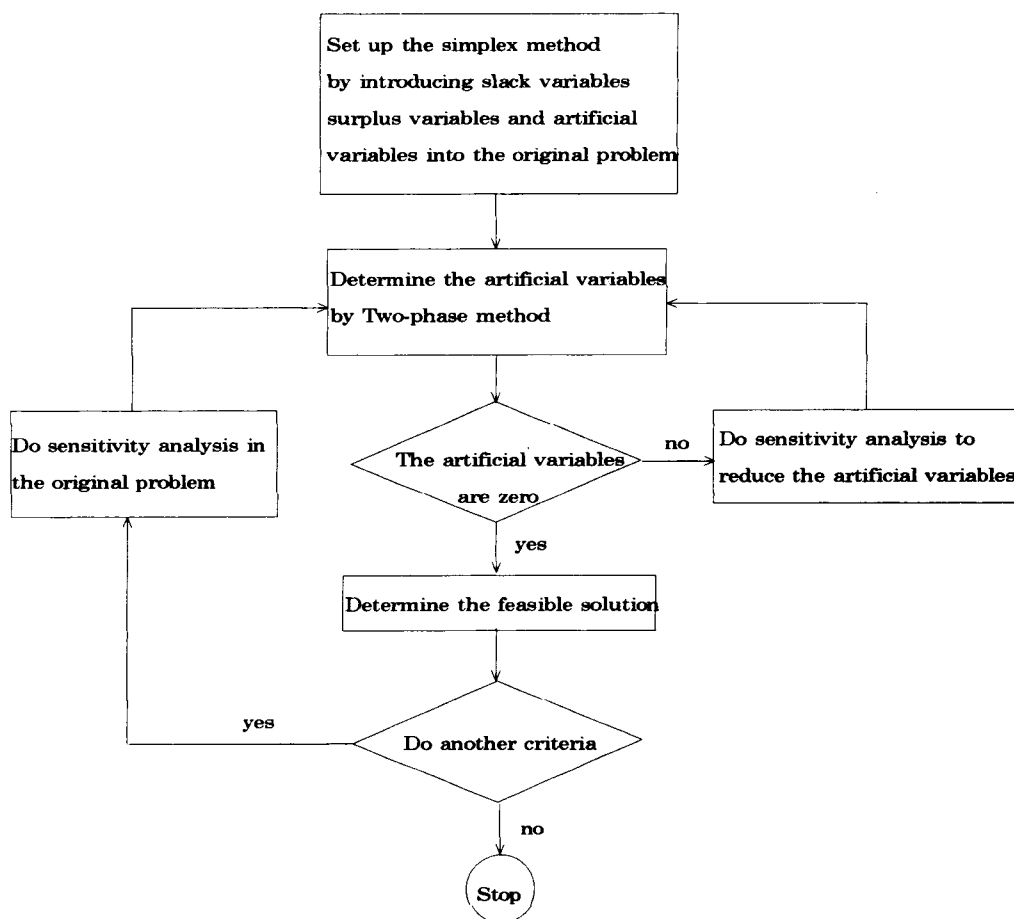 Set up the simplex method
by introducing slack variables
surplus variables and artificial
variables into the original problem
Determine the artificial variables
by Two-phase method
Do sensitivity analysis in
the original problem
The artificial variables
are zero
no
Do sensitivity analysis to
reduce the artificial variables
yes
Determine the feasible solution
yes
Do another criteria
no
Stop